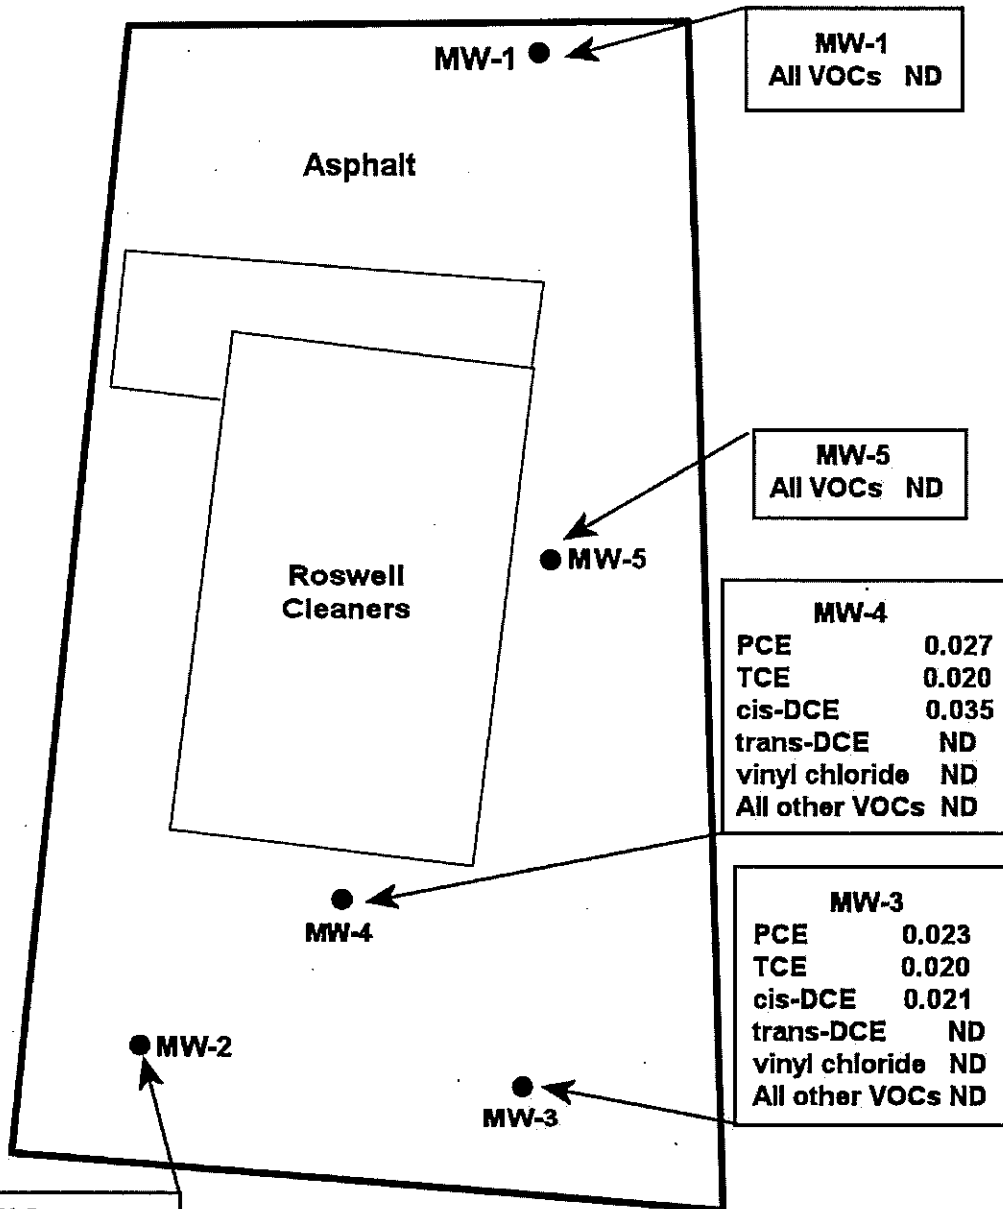 MW-1
MW-1
All VOCs ND
Asphalt
MW-5
All VOCs ND
MW-5
Roswell
Cleaners
MW-4
PCE 0.027
TCE 0.020
cis-DCE 0.035
trans-DCE ND
vinyl chloride ND
All other VOCs ND
MW-4
MW-3
PCE 0.023
TCE 0.020
cis-DCE 0.021
trans-DCE ND
vinyl chloride ND
All other VOCs ND
MW-2
MW-3